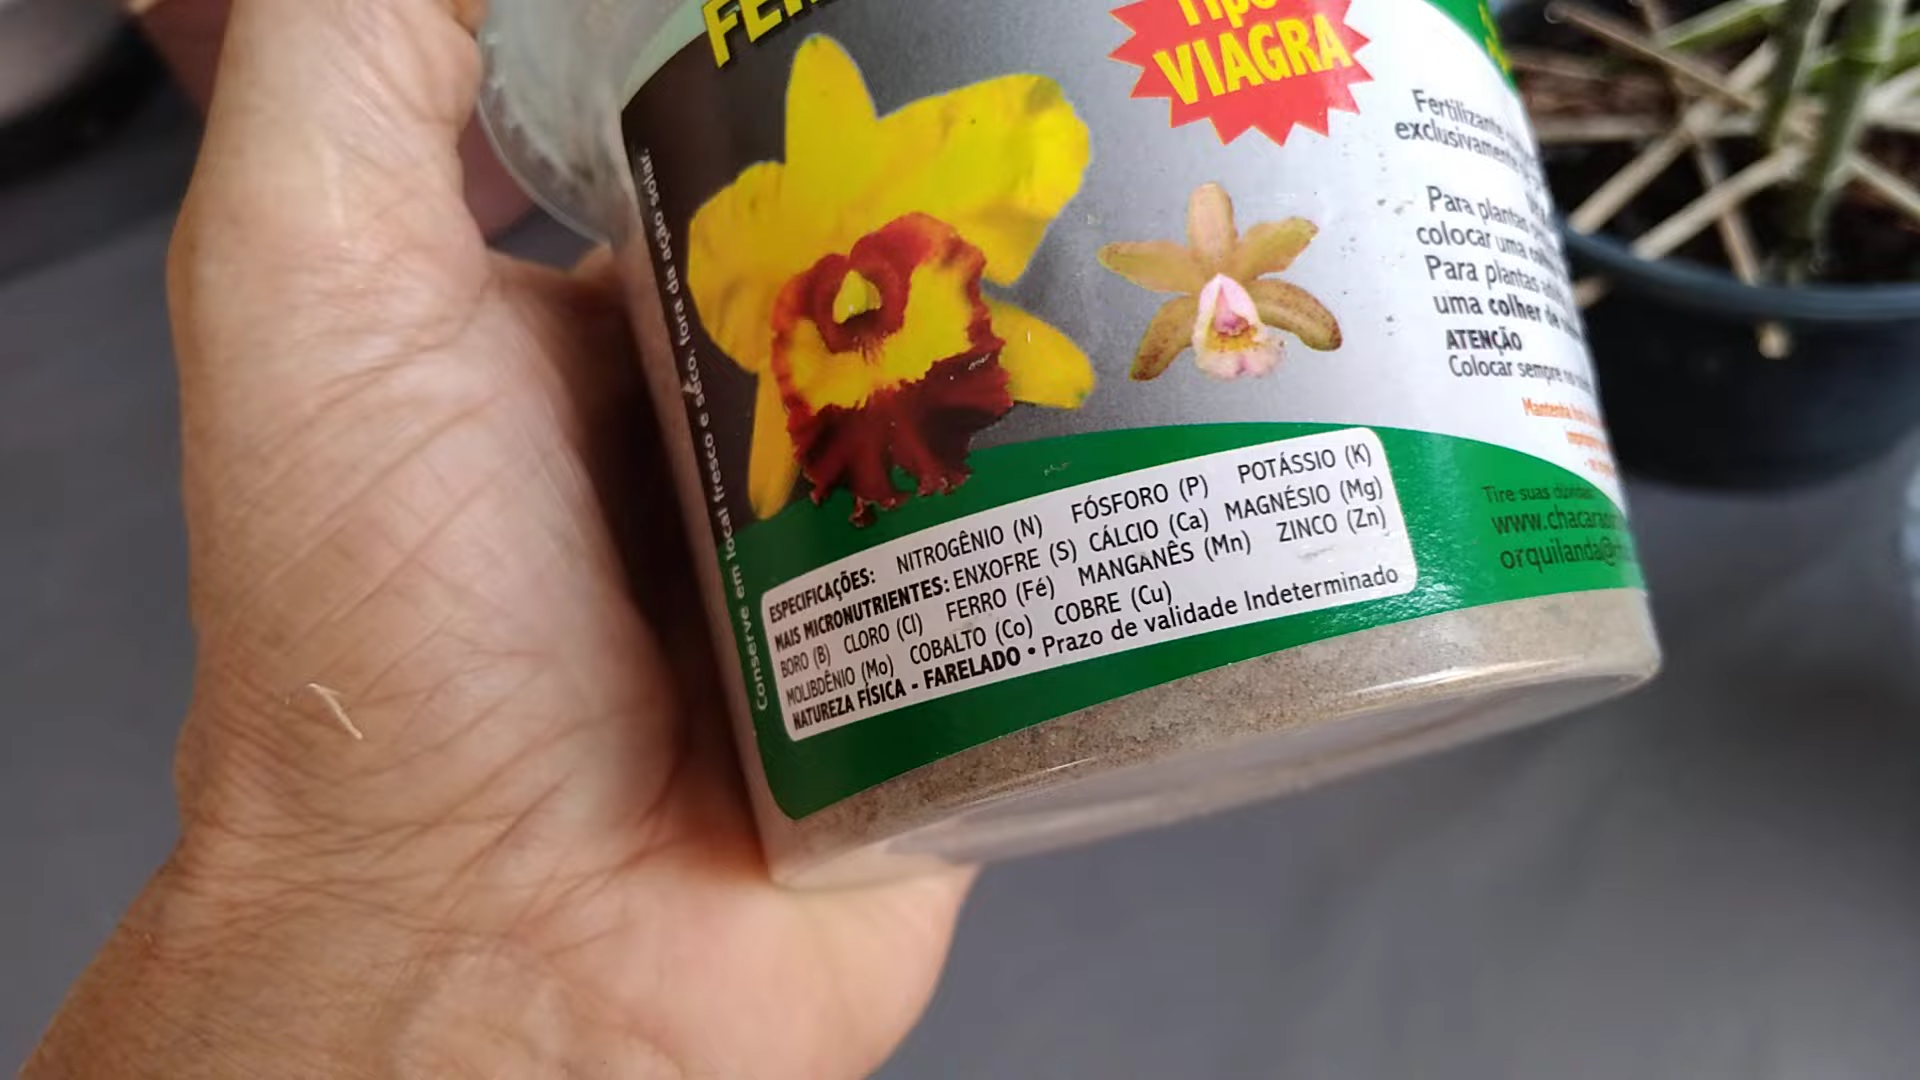 Tipo
VIAGRA
Fertilizante
Para plantas
colocar uma
Para plantas
uma colher de
ATENÇÃO
Colocar sempre
Mantenha
Tire suas dúvidas
www.chacara
orquilanda@
Conserve em local fresco e seco, fora da ação solar.
ESPECIFICAÇÕES: NITROGÊNIO (N) FÓSFORO (P) POTÁSSIO (K)
MAIS MICRONUTRIENTES: ENXOFRE (S) CÁLCIO (Ca) MAGNÉSIO (Mg)
BORO (B) CLORO (Cl) FERRO (Fé) MANGANÊS (Mn) ZINCO (Zn)
MOLIBDÊNIO (Mo) COBALTO (Co) COBRE (Cu)
NATUREZA FÍSICA - FARELADO • Prazo de validade Indeterminado